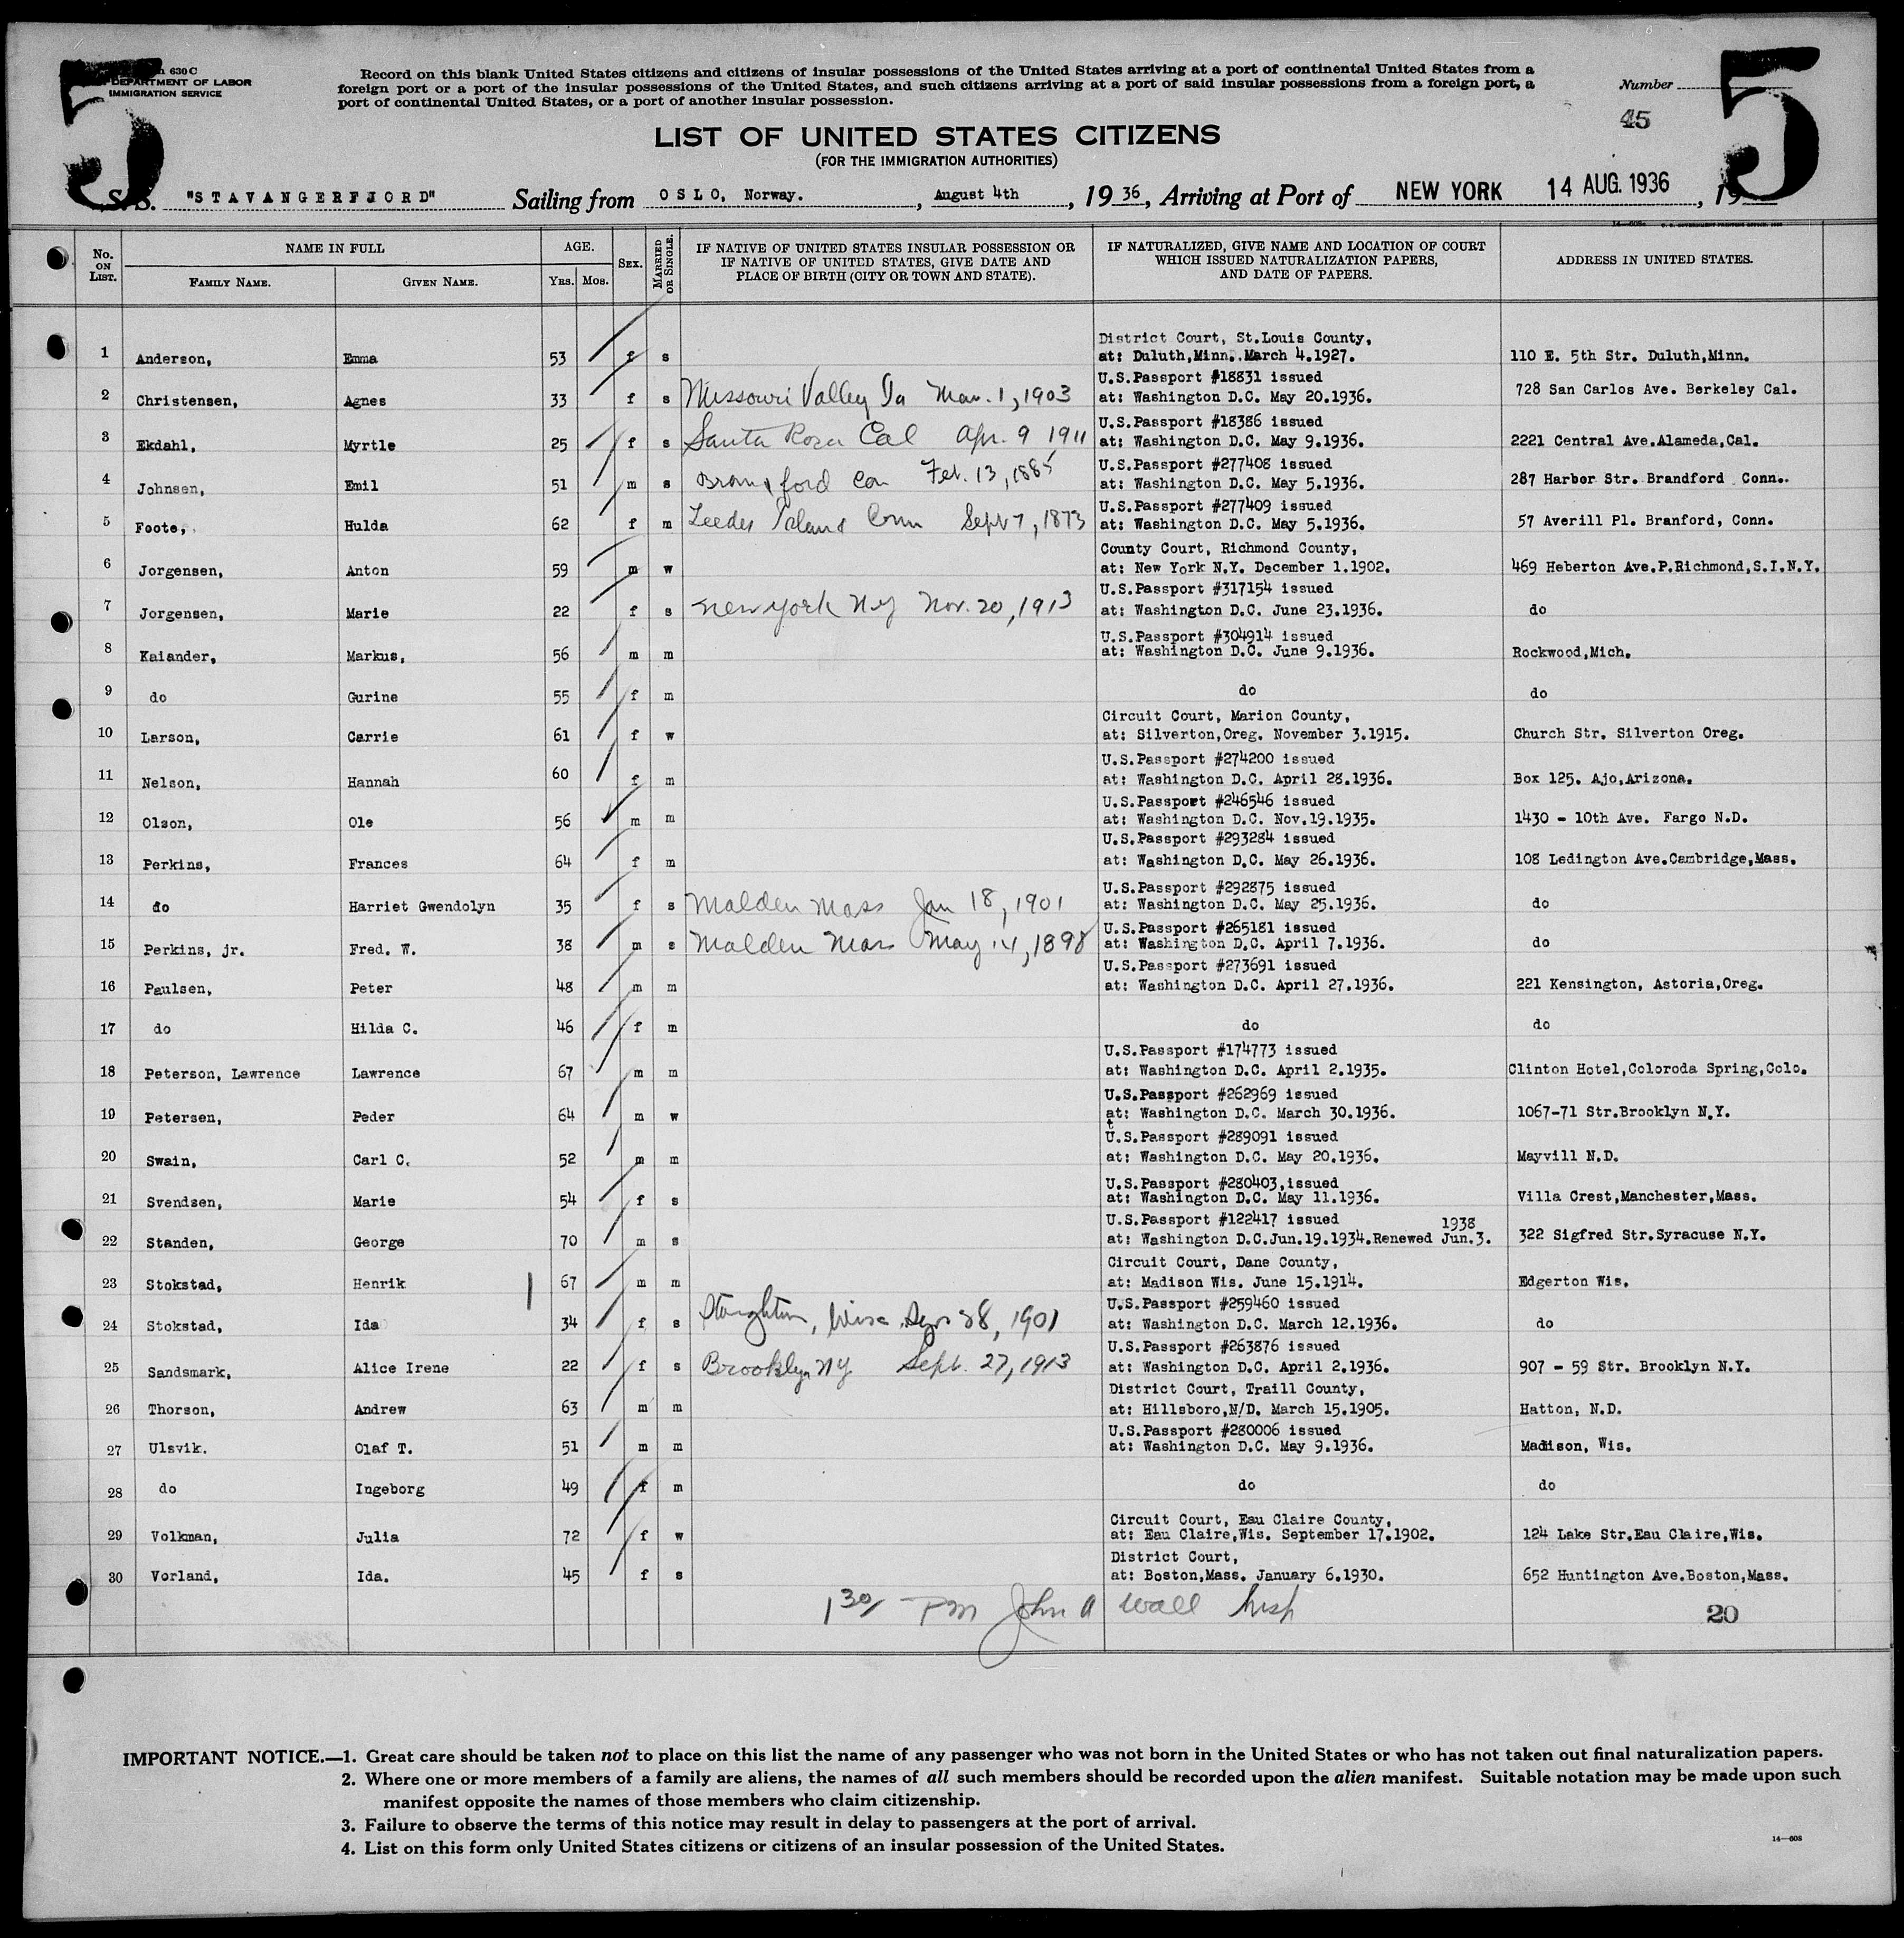 5
630 C
DEPARTMENT OF LABOR
IMMIGRATION SERVICE
Record on this blank United States citizens and citizens of insular possessions of the United States arriving at a port of continental United States from a
foreign port or a port of the insular possessions of the United States, and such citizens arriving at a port of said insular possessions from a foreign port, a
port of continental United States, or a port of another insular possession.
Number
45
5
LIST OF UNITED STATES CITIZENS
(FOR THE IMMIGRATION AUTHORITIES)
S. S. "STAVANGERFJORD" Sailing from OSLO, Norway. , August 4th , 19 36, Arriving at Port of NEW YORK 14 AUG. 1936 , 19
No. ON LIST. NAME IN FULL FAMILY NAME. GIVEN NAME. AGE. YRS. MOS. SEX. MARRIED OR SINGLE. IF NATIVE OF UNITED STATES INSULAR POSSESSION OR IF NATIVE OF UNITED STATES, GIVE DATE AND PLACE OF BIRTH (CITY OR TOWN AND STATE). IF NATURALIZED, GIVE NAME AND LOCATION OF COURT WHICH ISSUED NATURALIZATION PAPERS, AND DATE OF PAPERS. ADDRESS IN UNITED STATES.
District Court, St.Louis County,
1 Anderson, Emma 53 f s at: Duluth,Minn. March 4.1927. 110 E. 5th Str. Duluth,Minn.
U.S.Passport #18831 issued
2 Christensen, Agnes 33 f s Missouri Valley Ia Mar. 1, 1903 at: Washington D.C. May 20.1936. 728 San Carlos Ave. Berkeley Cal.
U.S.Passport #18386 issued
3 Ekdahl, Myrtle 25 f s Santa Rosa Cal Apr. 9 1911 at: Washington D.C. May 9.1936. 2221 Central Ave.Alameda,Cal.
U.S.Passport #277408 issued
4 Johnsen, Emil 51 m s Branford Con Feb. 13, 1885 at: Washington D.C. May 5.1936. 287 Harbor Str. Brandford Conn.
U.S.Passport #277409 issued
5 Foote, Hulda 62 f m Leedes Island Conn Sept 7, 1873 at: Washington D.C. May 5.1936. 57 Averill Pl. Branford, Conn.
County Court, Richmond County,
6 Jorgensen, Anton 59 m w at: New York N.Y. December 1.1902. 469 Heberton Ave.P.Richmond,S.I.N.Y.
U.S.Passport #317154 issued
7 Jorgensen, Marie 22 f s New York NY Nov. 20, 1913 at: Washington D.C. June 23.1936. do
U.S.Passport #304914 issued
8 Kaiander, Markus, 56 m m at: Washington D.C. June 9.1936. Rockwood,Mich.
9 do Gurine 55 f m do do
Circuit Court, Marion County,
10 Larson, Carrie 61 f w at: Silverton,Oreg. November 3.1915. Church Str. Silverton Oreg.
U.S.Passport #274200 issued
11 Nelson, Hannah 60 f m at: Washington D.C. April 28.1936. Box 125. Ajo,Arizona.
U.S.Passport #246546 issued
12 Olson, Ole 56 m m at: Washington D.C. Nov.19.1935. 1430 - 10th Ave. Fargo N.D.
U.S.Passport #293284 issued
13 Perkins, Frances 64 f m at: Washington D.C. May 26.1936. 108 Ledington Ave.Cambridge,Mass.
U.S.Passport #292875 issued
14 do Harriet Gwendolyn 35 f s Malden Mass Jan 18, 1901 at: Washington D.C. May 25.1936. do
U.S.Passport #265181 issued
15 Perkins, jr. Fred. W. 38 m s Malden Mass May 14, 1898 at: Washington D.C. April 7.1936. do
U.S.Passport #273691 issued
16 Paulsen, Peter 48 m m at: Washington D.C. April 27.1936. 221 Kensington, Astoria,Oreg.
17 do Hilda C. 46 f m do do
U.S.Passport #174773 issued
18 Peterson, Lawrence Lawrence 67 m m at: Washington D.C. April 2.1935. Clinton Hotel,Coloroda Spring,Colo.
U.S.Passport #262969 issued
19 Petersen, Peder 64 m w at: Washington D.C. March 30.1936. 1067-71 Str.Brooklyn N.Y.
U.S.Passport #289091 issued
20 Swain, Carl C. 52 m m at: Washington D.C. May 20.1936. Mayvill N.D.
U.S.Passport #280403,issued
21 Svendsen, Marie 54 f s at: Washington D.C. May 11.1936. Villa Crest,Manchester,Mass.
U.S.Passport #122417 issued 1938
22 Standen, George 70 m s at: Washington D.C.Jun.19.1934.Renewed Jun.3. 322 Sigfred Str.Syracuse N.Y.
Circuit Court, Dane County,
23 Stokstad, Henrik 67 m m at: Madison Wis. June 15.1914. Edgerton Wis.
U.S.Passport #259460 issued
24 Stokstad, Ida 34 f s Stoughton, Wisc 28, 1901 at: Washington D.C. March 12.1936. do
U.S.Passport #263876 issued
25 Sandsmark, Alice Irene 22 f s Brooklyn NY Sept. 27, 1913 at: Washington D.C. April 2.1936. 907 - 59 Str. Brooklyn N.Y.
District Court, Traill County,
26 Thorson, Andrew 63 m m at: Hillsboro,N/D. March 15.1905. Hatton, N.D.
U.S.Passport #280006 issued
27 Ulsvik. Olaf T. 51 m m at: Washington D.C. May 9.1936. Madison, Wis.
28 do Ingeborg 49 f m do do
Circuit Court, Eau Claire County,
29 Volkman, Julia 72 f w at: Eau Claire,Wis. September 17.1902. 124 Lake Str.Eau Claire,Wis.
District Court,
30 Vorland, Ida. 45 f s at: Boston,Mass. January 6.1930. 652 Huntington Ave.Boston,Mass.
1 30 PM John A Wall Insp
20
IMPORTANT NOTICE.—1. Great care should be taken not to place on this list the name of any passenger who was not born in the United States or who has not taken out final naturalization papers.
2. Where one or more members of a family are aliens, the names of all such members should be recorded upon the alien manifest. Suitable notation may be made upon such
manifest opposite the names of those members who claim citizenship.
3. Failure to observe the terms of this notice may result in delay to passengers at the port of arrival.
4. List on this form only United States citizens or citizens of an insular possession of the United States.
14—608